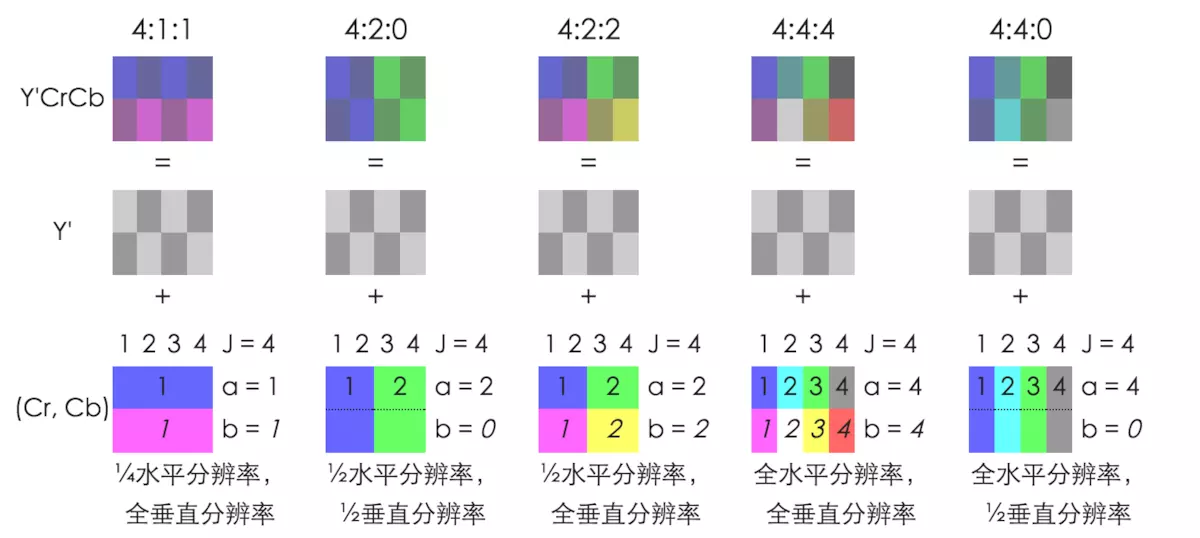 4:1:1 4:2:0 4:2:2 4:4:4 4:4:0
Y'CrCb
= = = = =
Y'
+ + + + +
1 2 3 4 J = 4 1 2 3 4 J = 4 1 2 3 4 J = 4 1 2 3 4 J = 4 1 2 3 4 J = 4
1 a = 1 1 2 a = 2 1 2 a = 2 1 2 3 4 a = 4 1 2 3 4 a = 4
(Cr, Cb)
1 b = 1 b = 0 1 2 b = 2 1 2 3 4 b = 4 b = 0
¼水平分辨率, ½水平分辨率, ½水平分辨率, 全水平分辨率, 全水平分辨率,
全垂直分辨率 ½垂直分辨率 全垂直分辨率 全垂直分辨率 ½垂直分辨率